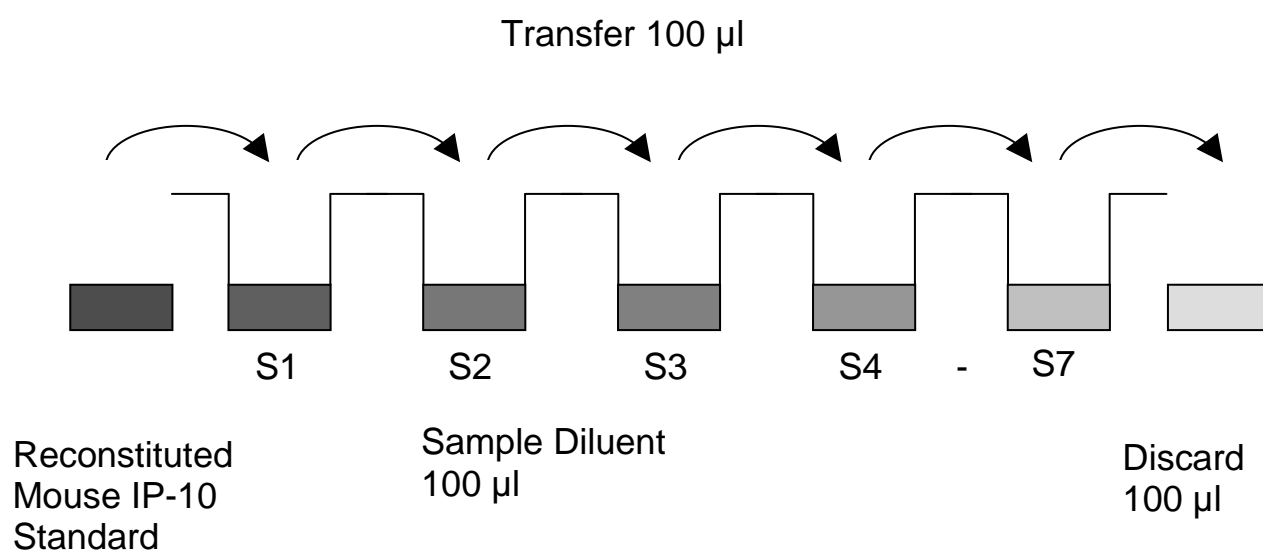 Transfer 100 µl
S1 S2 S3 S4 - S7
Reconstituted
Mouse IP-10
Standard
Sample Diluent
100 µl
Discard
100 µl